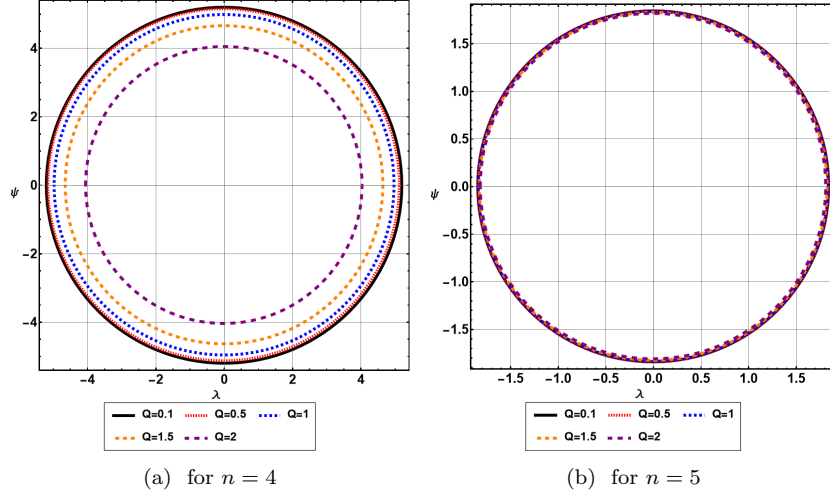 4
2
0
−2
−4
ψ
−4 −2 0 2 4
λ
Q=0.1 Q=0.5 Q=1
Q=1.5 Q=2
(a) for n = 4
1.5
1.0
0.5
0.0
−0.5
−1.0
−1.5
ψ
−1.5 −1.0 −0.5 0.0 0.5 1.0 1.5
λ
Q=0.1 Q=0.5 Q=1
Q=1.5 Q=2
(b) for n = 5